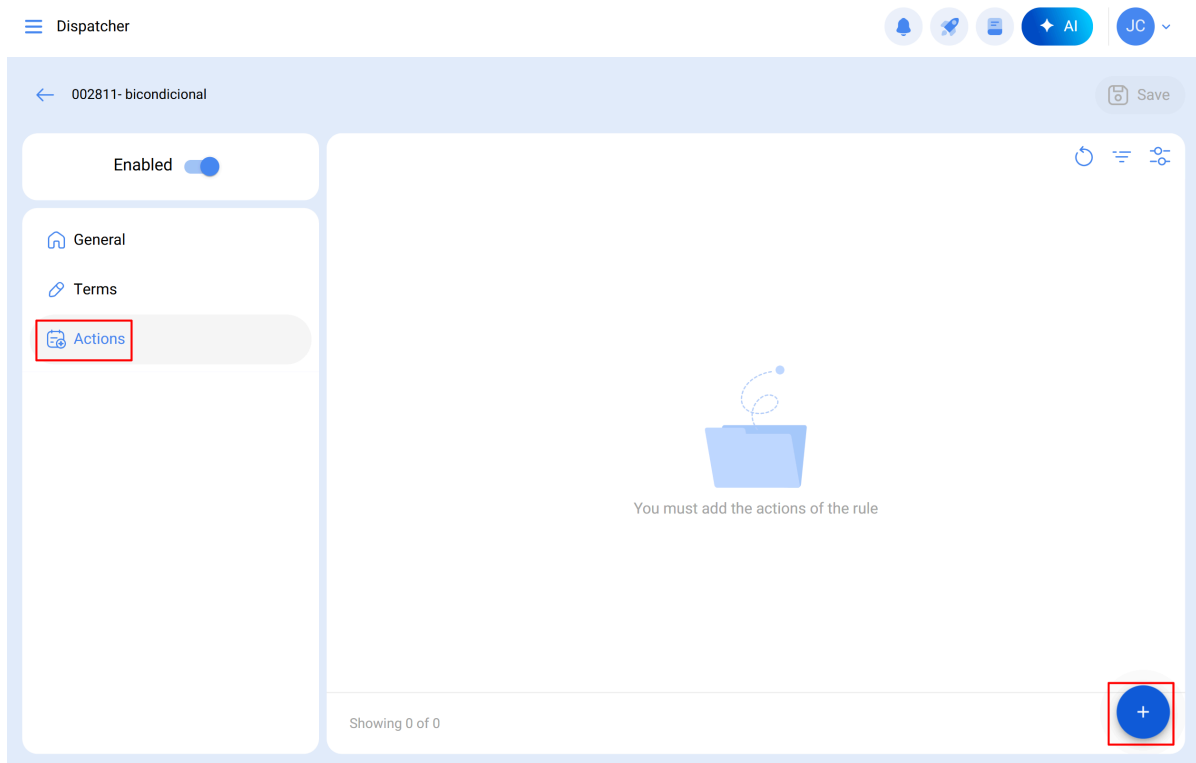 Dispatcher
AI
JC
002811- bicondicional
Save
Enabled
General
Terms
Actions
You must add the actions of the rule
Showing 0 of 0